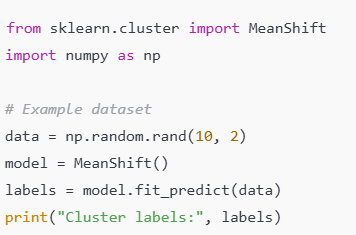 from sklearn.cluster import MeanShift
import numpy as np
# Example dataset
data = np.random.rand(10, 2)
model = MeanShift()
labels = model.fit_predict(data)
print("Cluster labels:", labels)